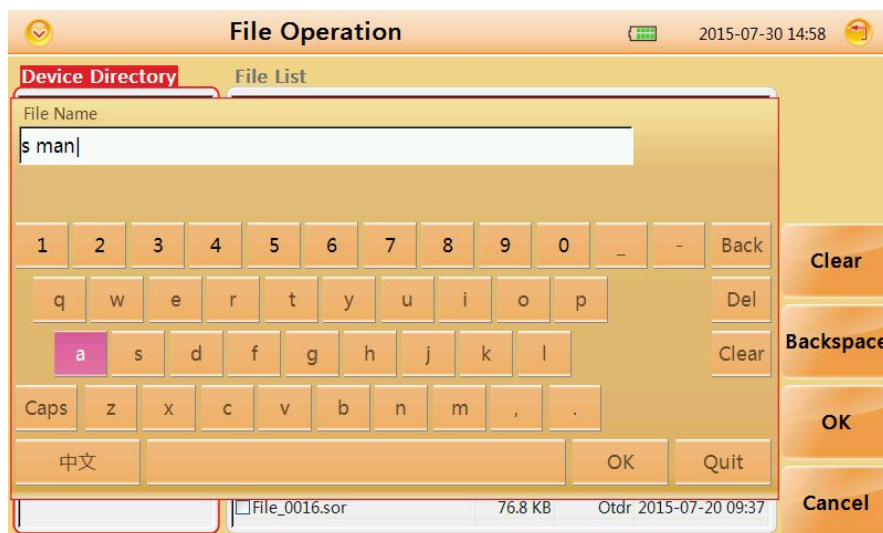 File Operation 2015-07-30 14:58
Device Directory File List
File Name
s man
1 2 3 4 5 6 7 8 9 0 _ - Back
q w e r t y u i o p Del
a s d f g h j k l Clear
Caps z x c v b n m , .
中文 OK Quit
File_0016.sor 76.8 KB Otdr 2015-07-20 09:37
Clear
Backspace
OK
Cancel